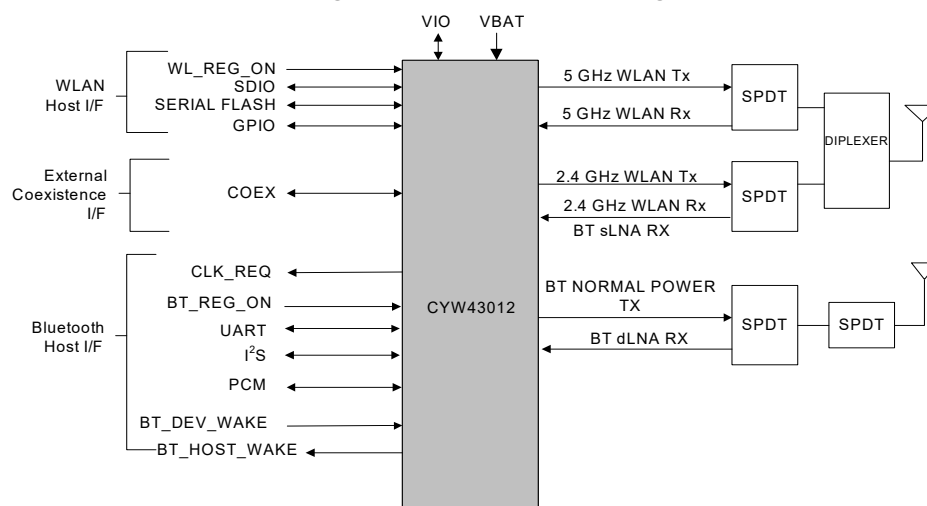 VIO
VBAT
WLAN
Host I/F
WL_REG_ON
SDIO
SERIAL FLASH
GPIO
External
Coexistence
I/F
COEX
Bluetooth
Host I/F
CLK_REQ
BT_REG_ON
UART
I²S
PCM
BT_DEV_WAKE
BT_HOST_WAKE
CYW43012
5 GHz WLAN Tx
5 GHz WLAN Rx
SPDT
DIPLEXER
2.4 GHz WLAN Tx
2.4 GHz WLAN Rx
BT sLNA RX
SPDT
BT NORMAL POWER
TX
BT dLNA RX
SPDT
SPDT